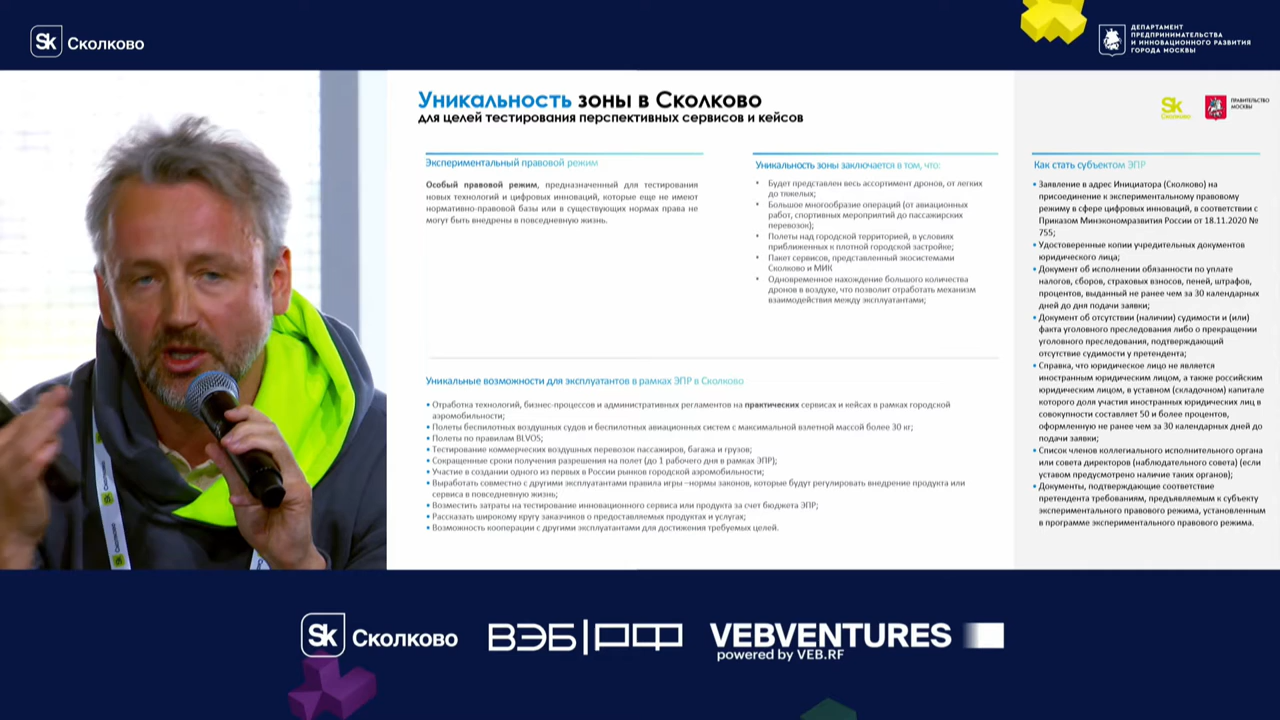 Sk Сколково
ДЕПАРТАМЕНТ
ПРЕДПРИНИМАТЕЛЬСТВА
И ИННОВАЦИОННОГО РАЗВИТИЯ
ГОРОДА МОСКВЫ
Уникальность зоны в Сколково
для целей тестирования перспективных сервисов и кейсов
Sk
Сколково
ПРАВИТЕЛЬСТВО
МОСКВЫ
Экспериментальный правовой режим
Особый правовой режим, предназначенный для тестирования
новых технологий и цифровых инноваций, которые еще не имеют
нормативно-правовой базы или в существующих нормах права не
могут быть внедрены в повседневную жизнь.
Уникальность зоны заключается в том, что:
• Будет представлен весь ассортимент дронов, от легких
до тяжелых;
• Большое многообразие операций (от авиационных
работ, спортивных мероприятий до пассажирских
перевозок);
• Полеты над городской территорией, в условиях
приближенных к плотной городской застройке;
• Пакет сервисов, представленный экосистемами
Сколково и МИК
• Одновременное нахождение большого количества
дронов в воздухе, что позволит отработать механизм
взаимодействия между эксплуатантами;
Уникальные возможности для эксплуатантов в рамках ЭПР в Сколково
• Отработка технологий, бизнес-процессов и административных регламентов на практических сервисах и кейсах в рамках городской
аэромобильности;
• Полеты беспилотных воздушных судов и беспилотных авиационных систем с максимальной взлетной массой более 30 кг;
• Полеты по правилам BLVOS;
• Тестирование коммерческих воздушных перевозок пассажиров, багажа и грузов;
• Сокращенные сроки получения разрешения на полет (до 1 рабочего дня в рамках ЭПР);
• Участие в создании одного из первых в России рынков городской аэромобильности;
• Выработать совместно с другими эксплуатантами правила игры –нормы законов, которые будут регулировать внедрение продукта или
сервиса в повседневную жизнь;
• Возместить затраты на тестирование инновационного сервиса или продукта за счет бюджета ЭПР;
• Рассказать широкому кругу заказчиков о предоставляемых продуктах и услугах;
• Возможность кооперации с другими эксплуатантами для достижения требуемых целей.
Как стать субъектом ЭПР
• Заявление в адрес Инициатора (Сколково) на
присоединение к экспериментальному правовому
режиму в сфере цифровых инноваций, в соответствии с
Приказом Минэкономразвития России от 18.11.2020 №
755;
• Удостоверенные копии учредительных документов
юридического лица;
• Документ об исполнении обязанности по уплате
налогов, сборов, страховых взносов, пеней, штрафов,
процентов, выданный не ранее чем за 30 календарных
дней до дня подачи заявки;
• Документ об отсутствии (наличии) судимости и (или)
факта уголовного преследования либо о прекращении
уголовного преследования, подтверждающий
отсутствие судимости у претендента;
• Справка, что юридическое лицо не является
иностранным юридическим лицом, а также российским
юридическим лицом, в уставном (складочном) капитале
которого доля участия иностранных юридических лиц в
совокупности составляет 50 и более процентов,
оформленную не ранее чем за 30 календарных дней до
подачи заявки;
• Список членов коллегиального исполнительного органа
или совета директоров (наблюдательного совета) (если
уставом предусмотрено наличие таких органов);
• Документы, подтверждающие соответствие
претендента требованиям, предъявляемым к субъекту
экспериментального правового режима, установленным
в программе экспериментального правового режима.
Sk Сколково
ВЭБ|РФ
VEBVENTURES
powered by VEB.RF